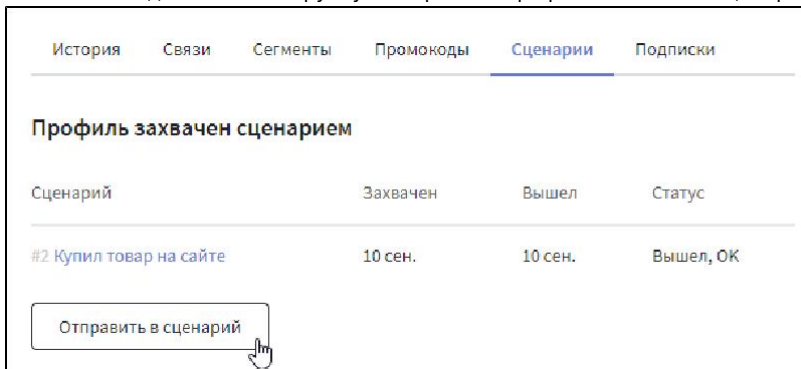 История Связи Сегменты Промокоды Сценарии Подписки
Профиль захвачен сценарием
Сценарий Захвачен Вышел Статус
#2 Купил товар на сайте 10 сен. 10 сен. Вышел, ОК
Отправить в сценарий